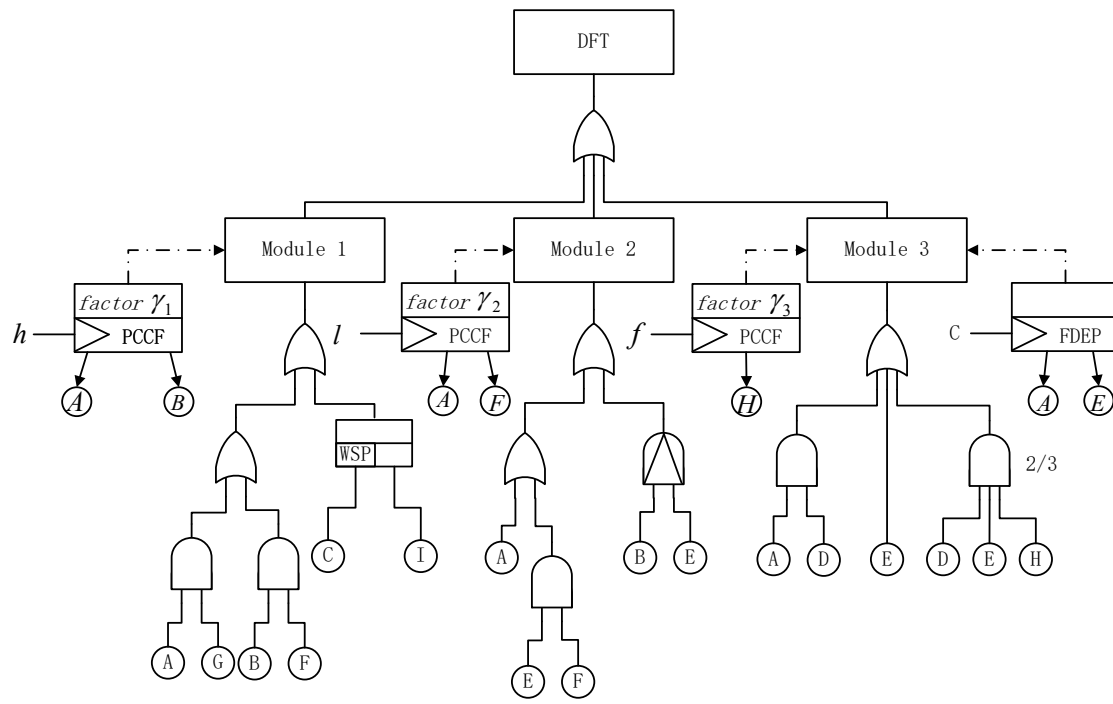 DFT
Module 1
Module 2
Module 3
factor γ1
factor γ2
factor γ3
h
PCCF
l
PCCF
f
PCCF
C
FDEP
A
B
A
F
H
A
E
WSP
2/3
C
I
A
B
E
A
D
E
D
E
H
A
G
B
F
E
F